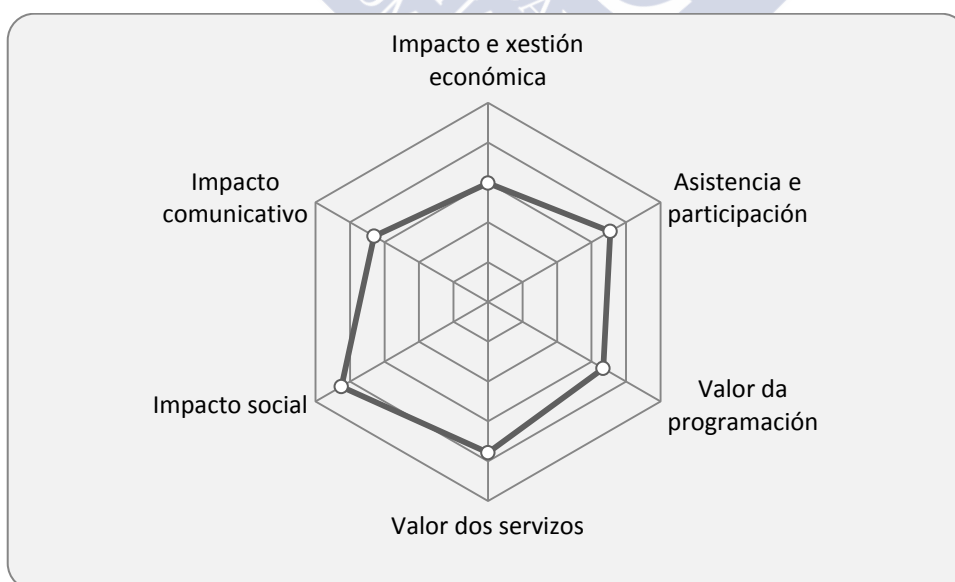 Impacto e xestión
económica
Asistencia e
participación
Valor da
programación
Valor dos servizos
Impacto social
Impacto
comunicativo